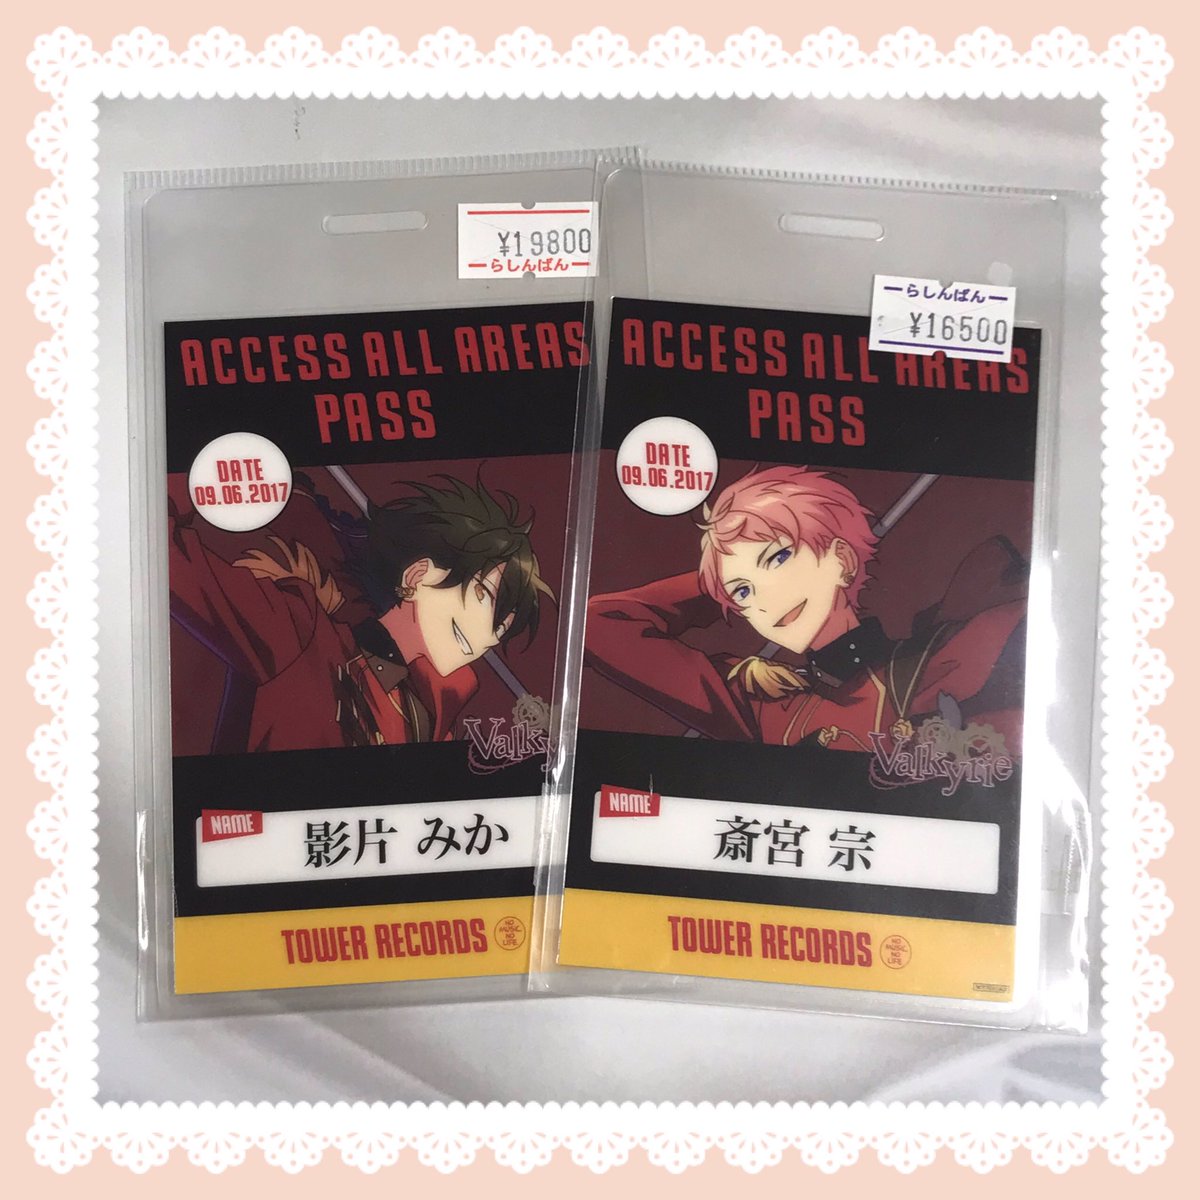 ¥19800
らしんばん
ACCESS ALL AREAS
PASS
DATE
09.06.2017
Valkyrie
NAME
影片 みか
TOWER RECORDS
NO
MUSIC,
NO
LIFE.
らしんばん
¥16500
ACCESS ALL AREAS
PASS
DATE
09.06.2017
Valkyrie
NAME
斎宮 宗
TOWER RECORDS
NO
MUSIC,
NO
LIFE.